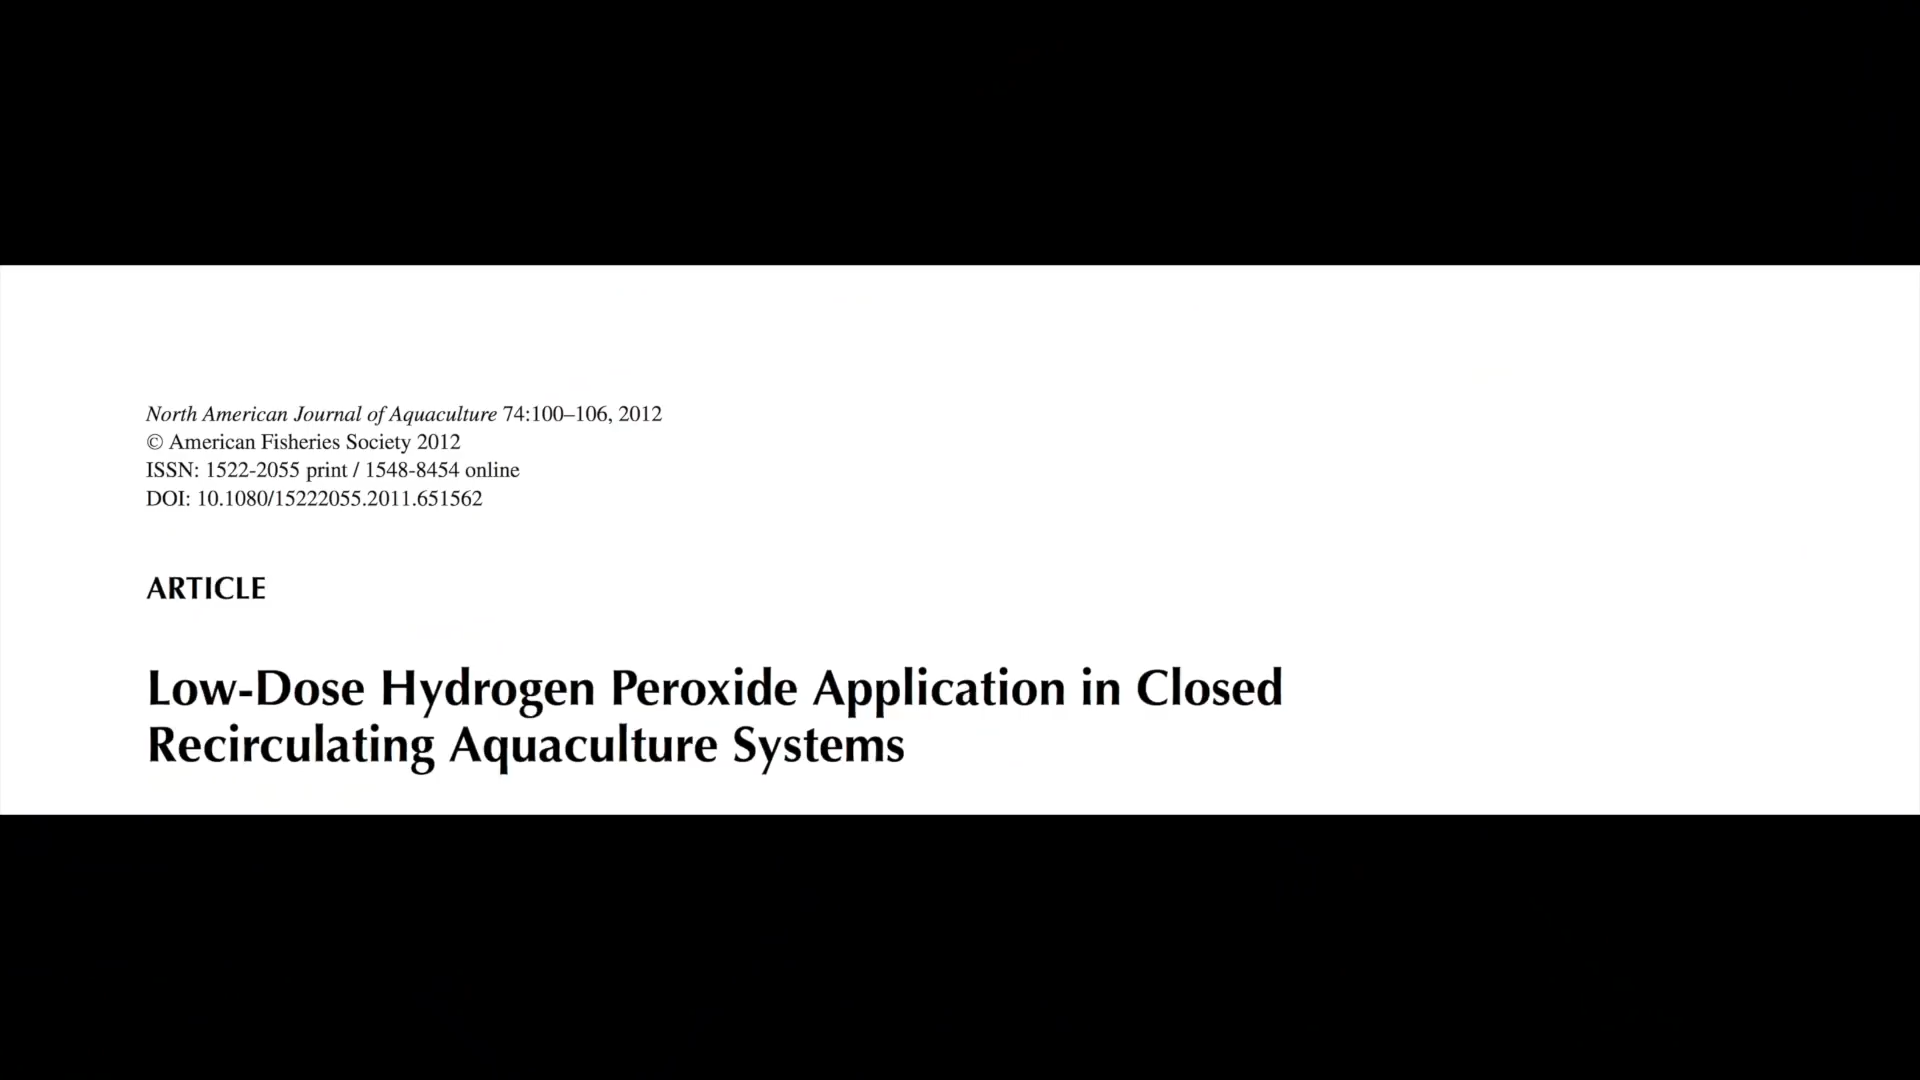 North American Journal of Aquaculture 74:100–106, 2012
© American Fisheries Society 2012
ISSN: 1522-2055 print / 1548-8454 online
DOI: 10.1080/15222055.2011.651562
ARTICLE
Low-Dose Hydrogen Peroxide Application in Closed
Recirculating Aquaculture Systems